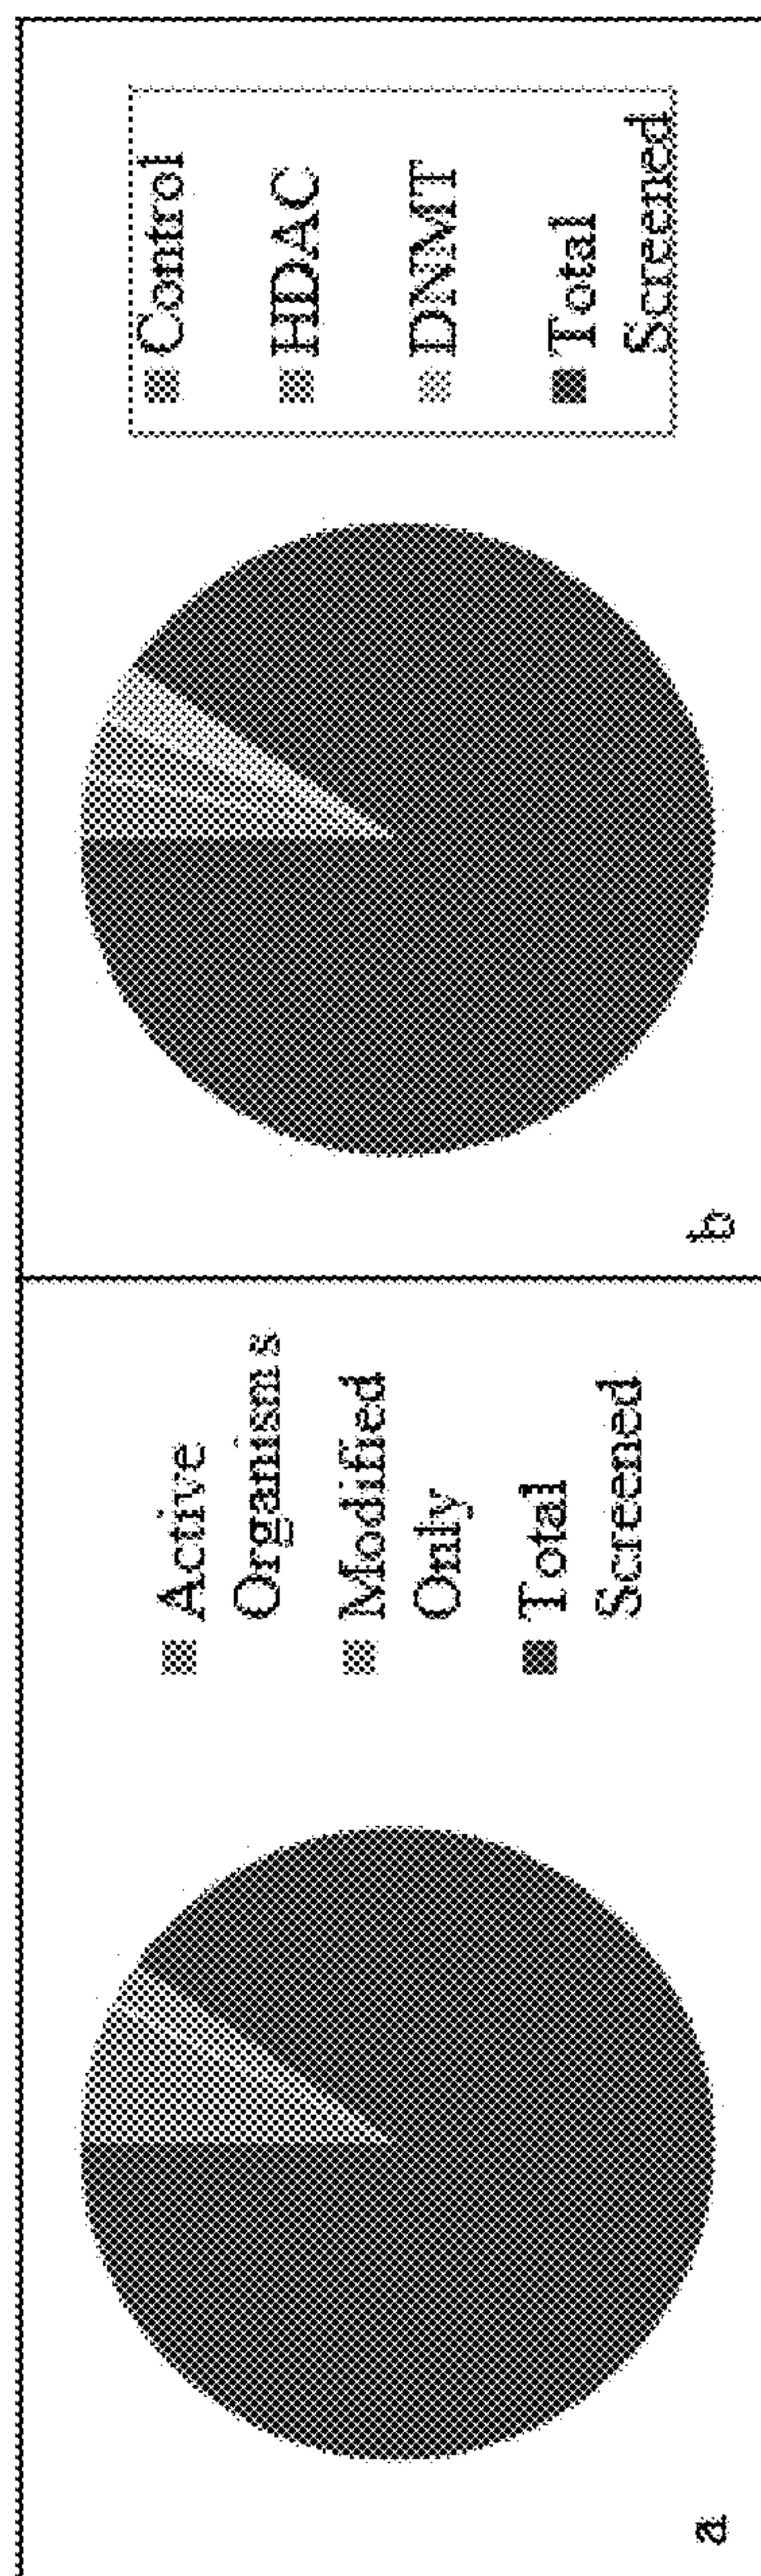 Active
Organisms
Modified
Only
Total
Screened
a
Control
HDAC
DNMT
Total
Screened
b